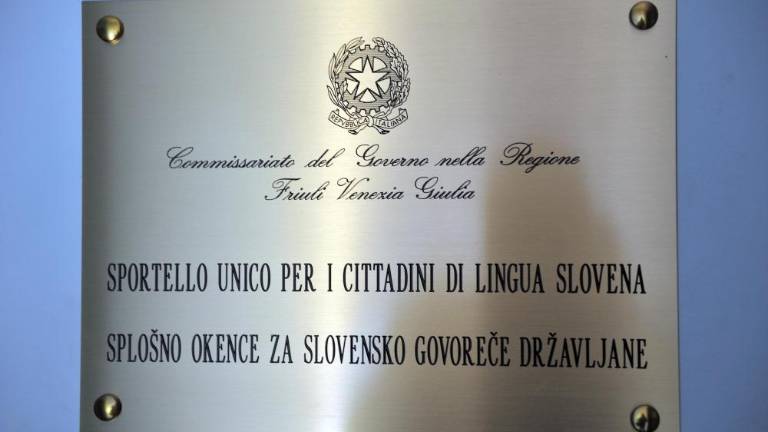 REPVBBLICA ITALIANA
Commissariato del Governo nella Regione
Friuli Venezia Giulia
SPORTELLO UNICO PER I CITTADINI DI LINGUA SLOVENA
SPLOŠNO OKENCE ZA SLOVENSKO GOVOREČE DRŽAVLJANE